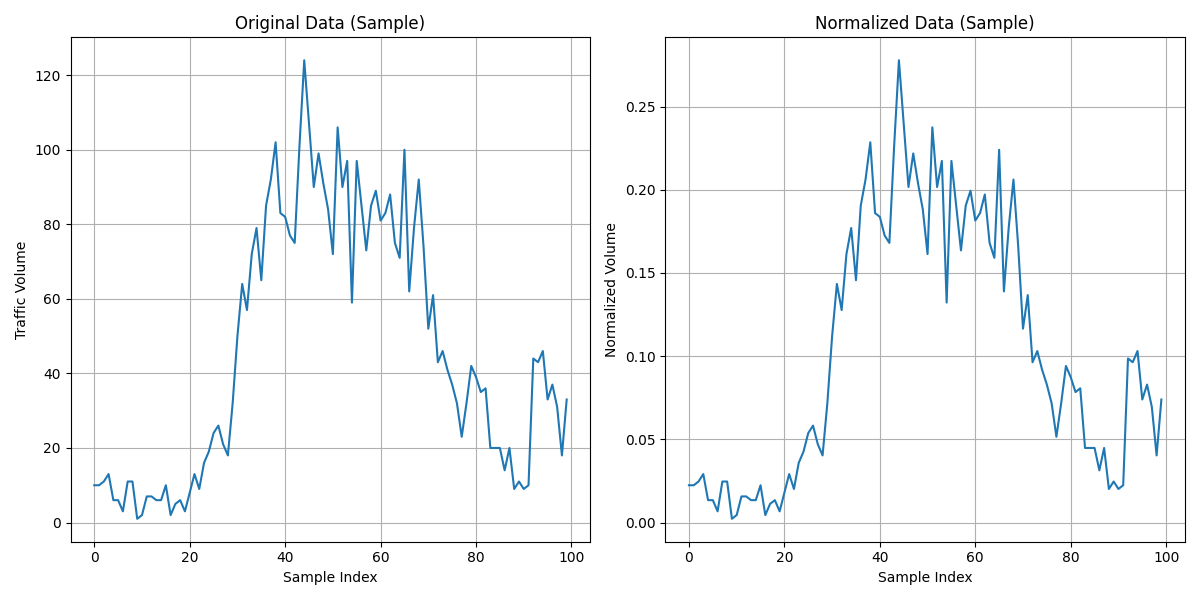 Original Data (Sample)
Traffic Volume
120
100
80
60
40
20
0
0 20 40 60 80 100
Sample Index
Normalized Data (Sample)
Normalized Volume
0.25
0.20
0.15
0.10
0.05
0.00
0 20 40 60 80 100
Sample Index